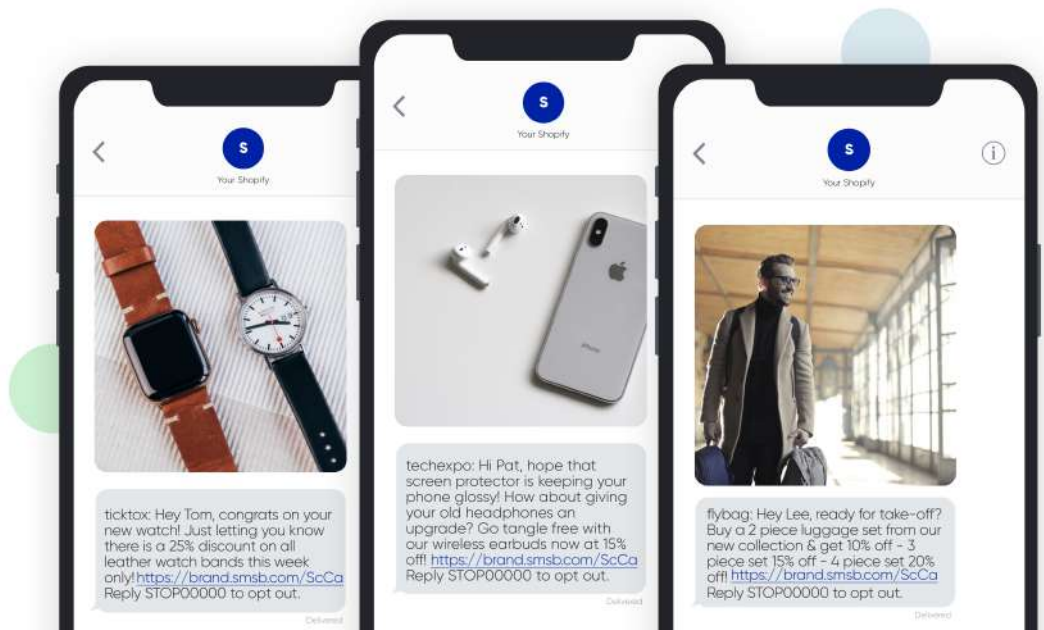 S
Your Shopify
ticktox: Hey Tom, congrats on your
new watch! Just letting you know
there is a 25% discount on all
leather watch bands this week
only! https://brand.smsb.com/ScCa
Reply STOP00000 to opt out.
Delivered
S
Your Shopify
iPhone
techexpo: Hi Pat, hope that
screen protector is keeping your
phone glossy! How about giving
your old headphones an
upgrade? Go tangle free with
our wireless earbuds now at 15%
off! https://brand.smsb.com/ScCa
Reply STOP00000 to opt out.
Delivered
S
Your Shopify
i
flybag: Hey Lee, ready for take-off?
Buy a 2 piece luggage set from our
new collection & get 10% off - 3
piece set 15% off - 4 piece set 20%
off! https://brand.smsb.com/ScCa
Reply STOP00000 to opt out.
Delivered